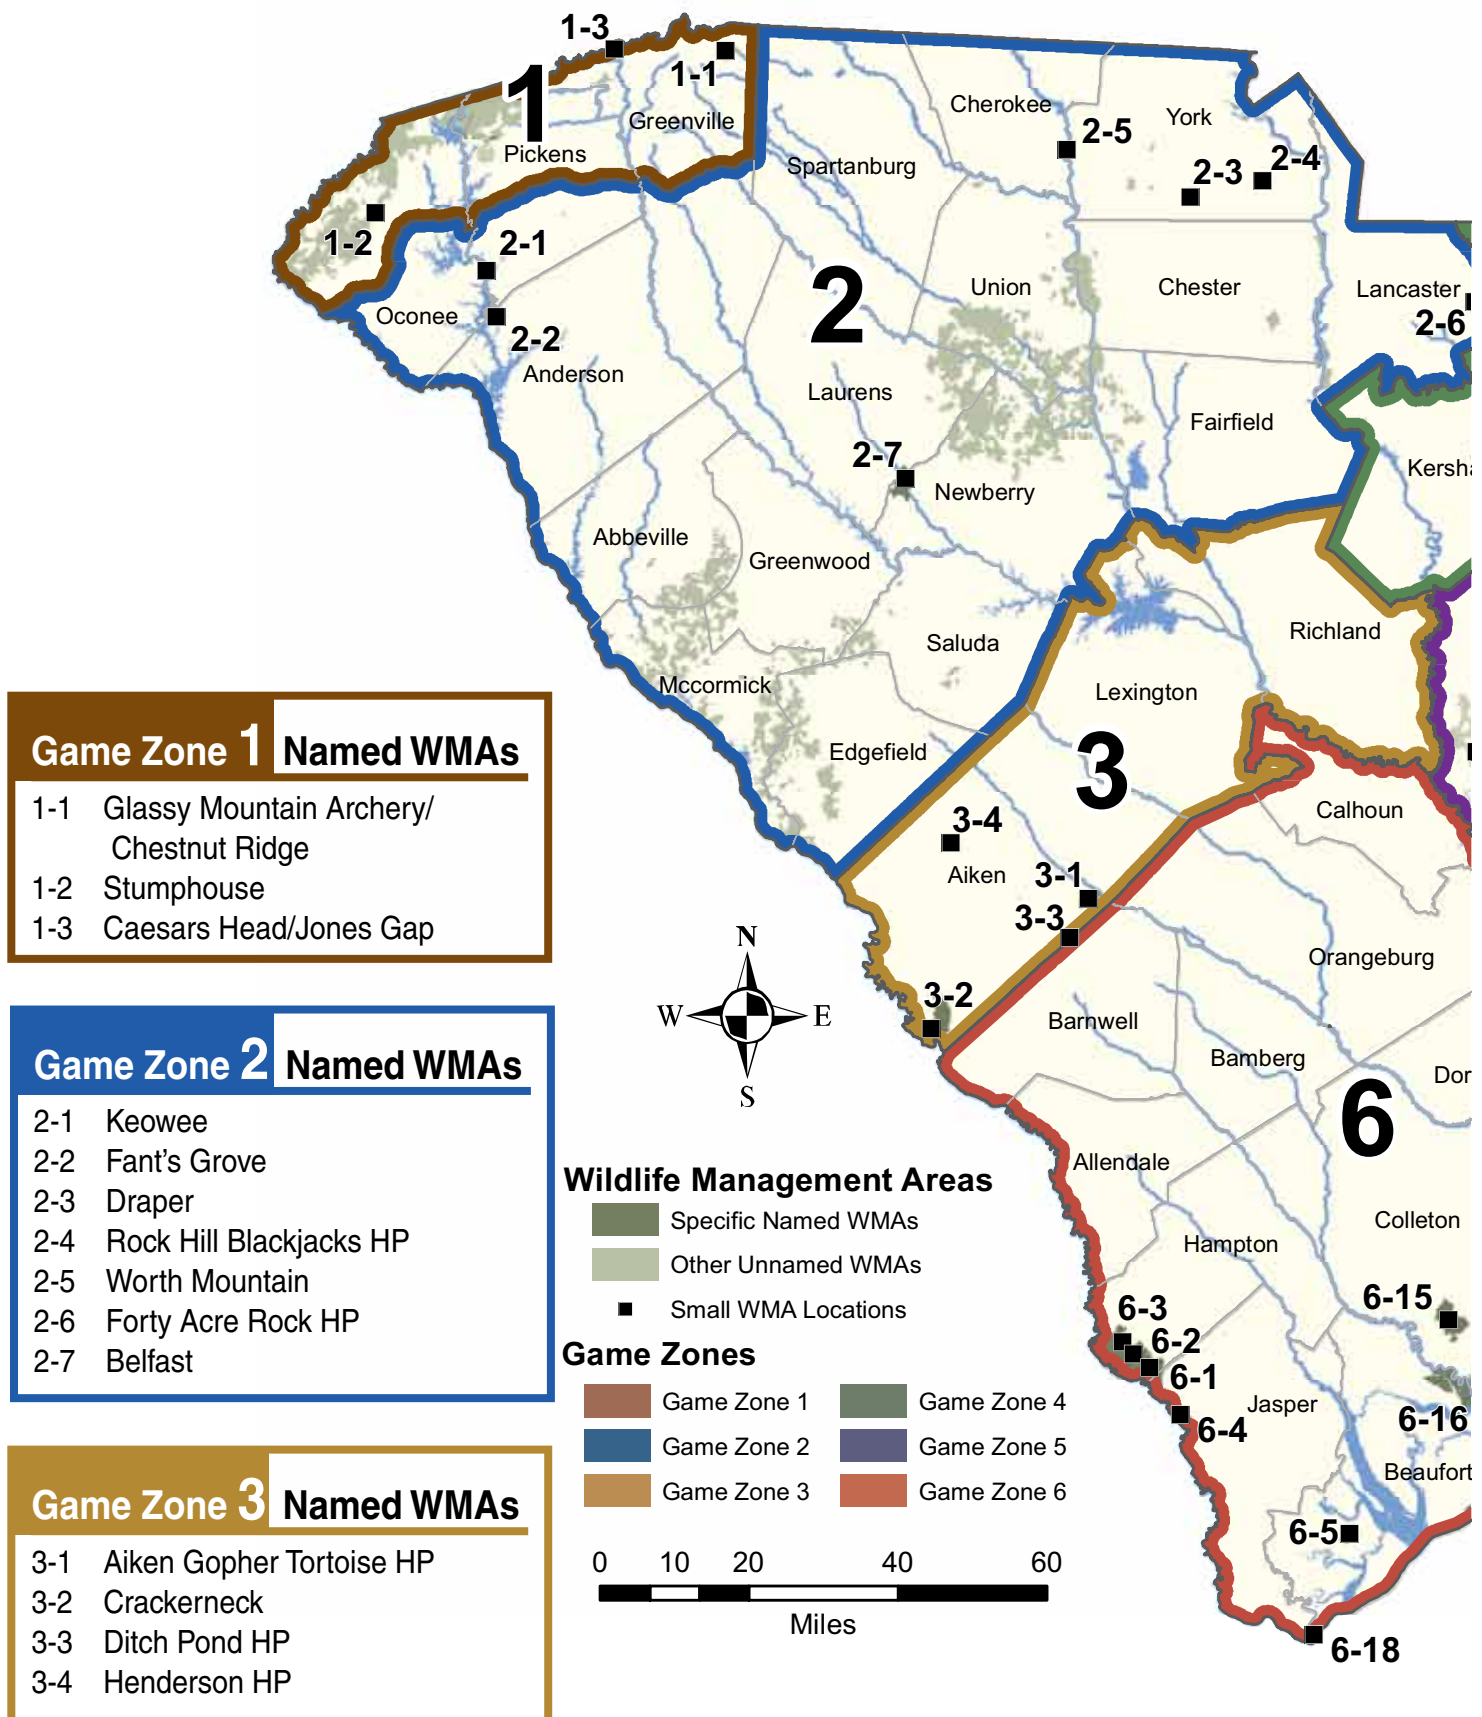 1-3
1
1-1
Greenville
Pickens
1-2
Cherokee
2-5
York
2-4
2-3
Spartanburg
2-1
2
Union
Chester
Lancaster
2-6
Oconee
2-2
Anderson
Laurens
Fairfield
2-7
Newberry
Kersha
Abbeville
Greenwood
Saluda
Richland
Mccormick
Lexington
Edgefield
3
Calhoun
3-4
Aiken
3-1
3-3
Orangeburg
3-2
Barnwell
Bamberg
Dor
6
Allendale
Colleton
Hampton
6-15
6-3
6-2
6-1
Jasper
6-16
6-4
Beaufort
6-5
6-18
Game Zone 1 Named WMAs
1-1 Glassy Mountain Archery/
Chestnut Ridge
1-2 Stumphouse
1-3 Caesars Head/Jones Gap
Game Zone 2 Named WMAs
2-1 Keowee
2-2 Fant's Grove
2-3 Draper
2-4 Rock Hill Blackjacks HP
2-5 Worth Mountain
2-6 Forty Acre Rock HP
2-7 Belfast
Game Zone 3 Named WMAs
3-1 Aiken Gopher Tortoise HP
3-2 Crackerneck
3-3 Ditch Pond HP
3-4 Henderson HP
N
W E
S
Wildlife Management Areas
Specific Named WMAs
Other Unnamed WMAs
Small WMA Locations
Game Zones
Game Zone 1 Game Zone 4
Game Zone 2 Game Zone 5
Game Zone 3 Game Zone 6
0 10 20 40 60
Miles